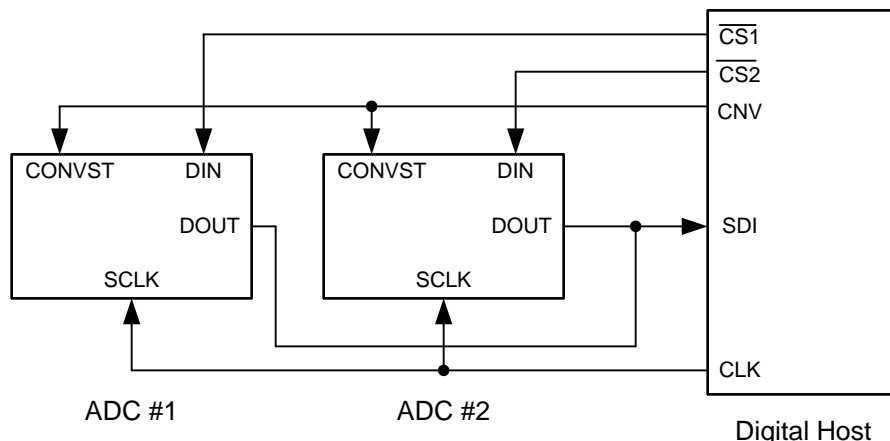 CS1
CS2
CNV
CONVST DIN
CONVST DIN
DOUT
DOUT
SDI
SCLK
SCLK
CLK
ADC #1
ADC #2
Digital Host